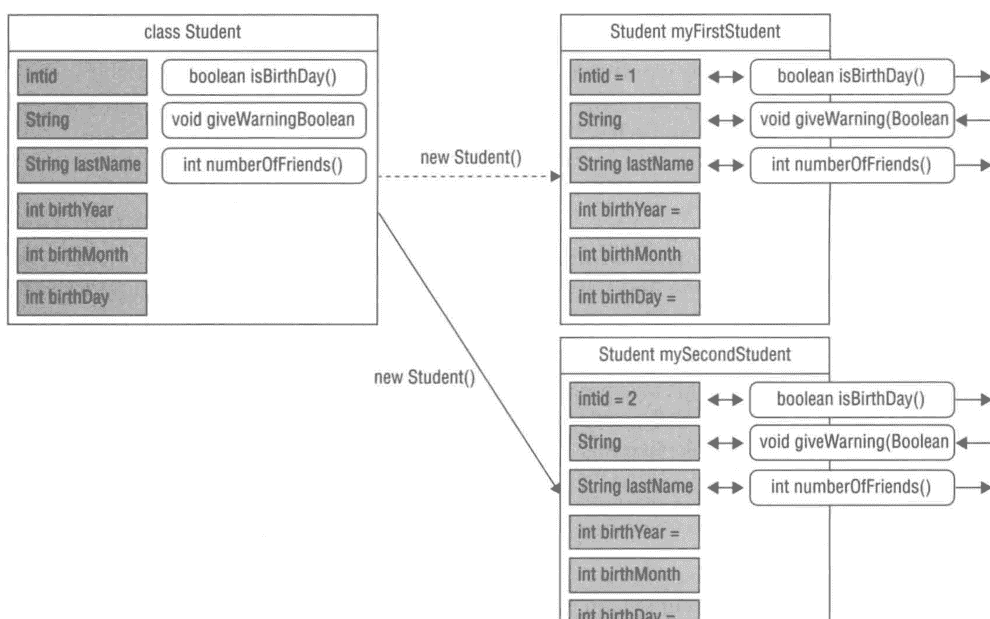 class Student
intid
boolean isBirthDay()
String
void giveWarningBoolean
String lastName
int numberOfFriends()
int birthYear
int birthMonth
int birthDay
new Student()
new Student()
Student myFirstStudent
intid = 1
boolean isBirthDay()
String
void giveWarning(Boolean
String lastName
int numberOfFriends()
int birthYear =
int birthMonth
int birthDay =
Student mySecondStudent
intid = 2
boolean isBirthDay()
String
void giveWarning(Boolean
String lastName
int numberOfFriends()
int birthYear =
int birthMonth
int birthDay =